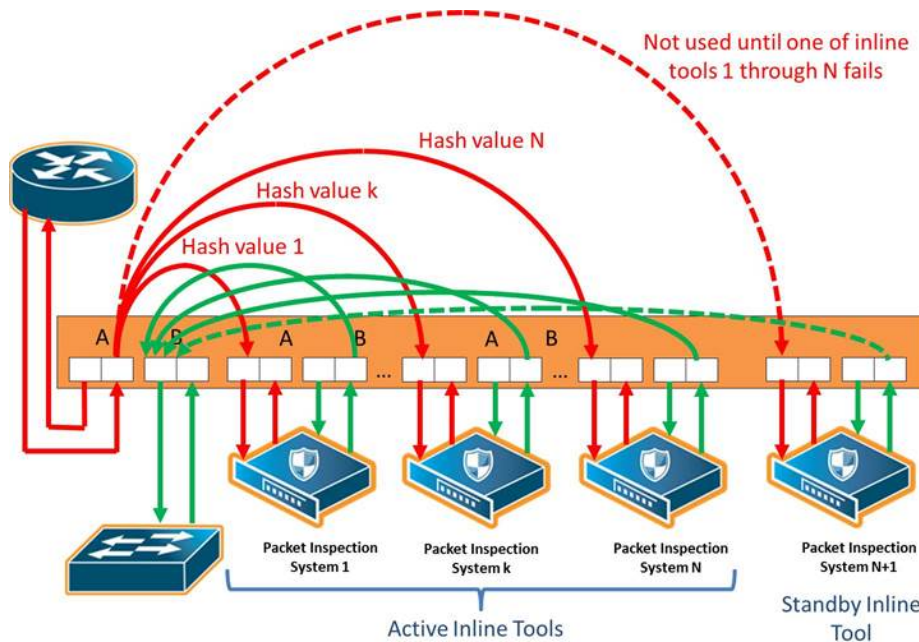 Not used until one of inline
tools 1 through N fails
Hash value N
Hash value k
Hash value 1
A B A B A B
... ...
Packet Inspection
System 1
Packet Inspection
System k
Packet Inspection
System N
Packet Inspection
System N+1
Active Inline Tools
Standby Inline
Tool